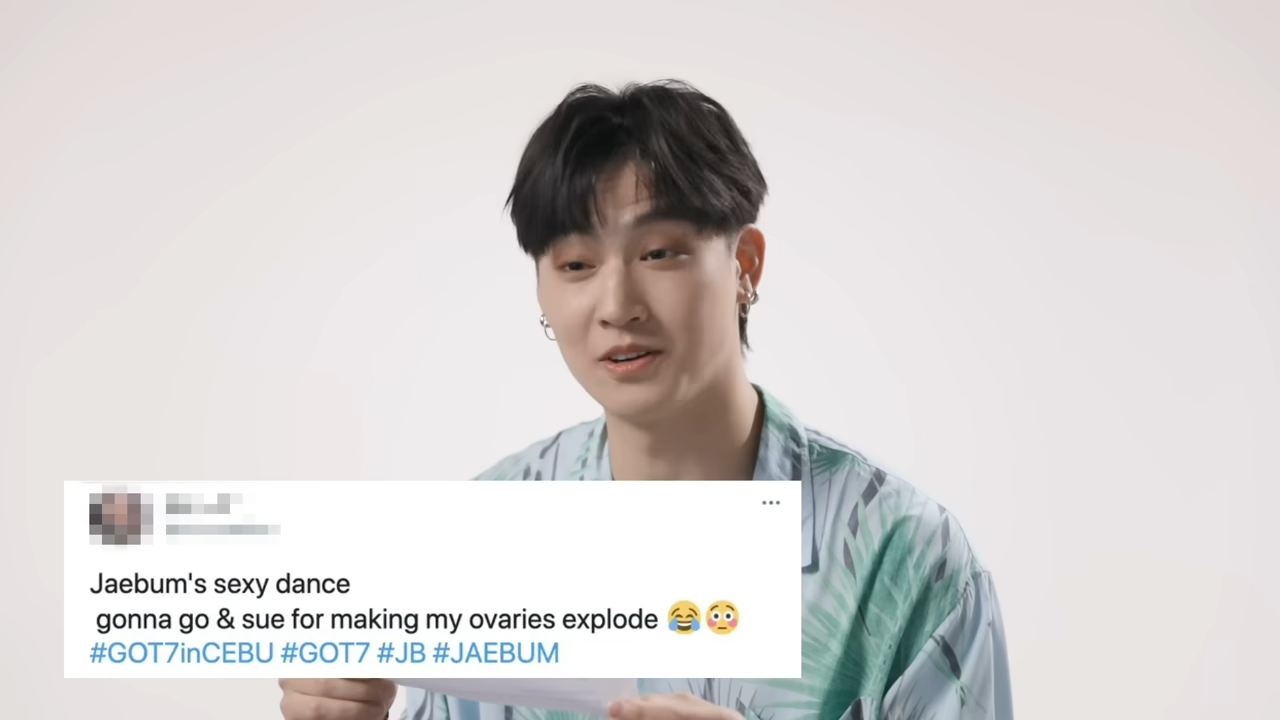 Jaebum's sexy dance
gonna go & sue for making my ovaries explode 😂😳
#GOT7inCEBU #GOT7 #JB #JAEBUM